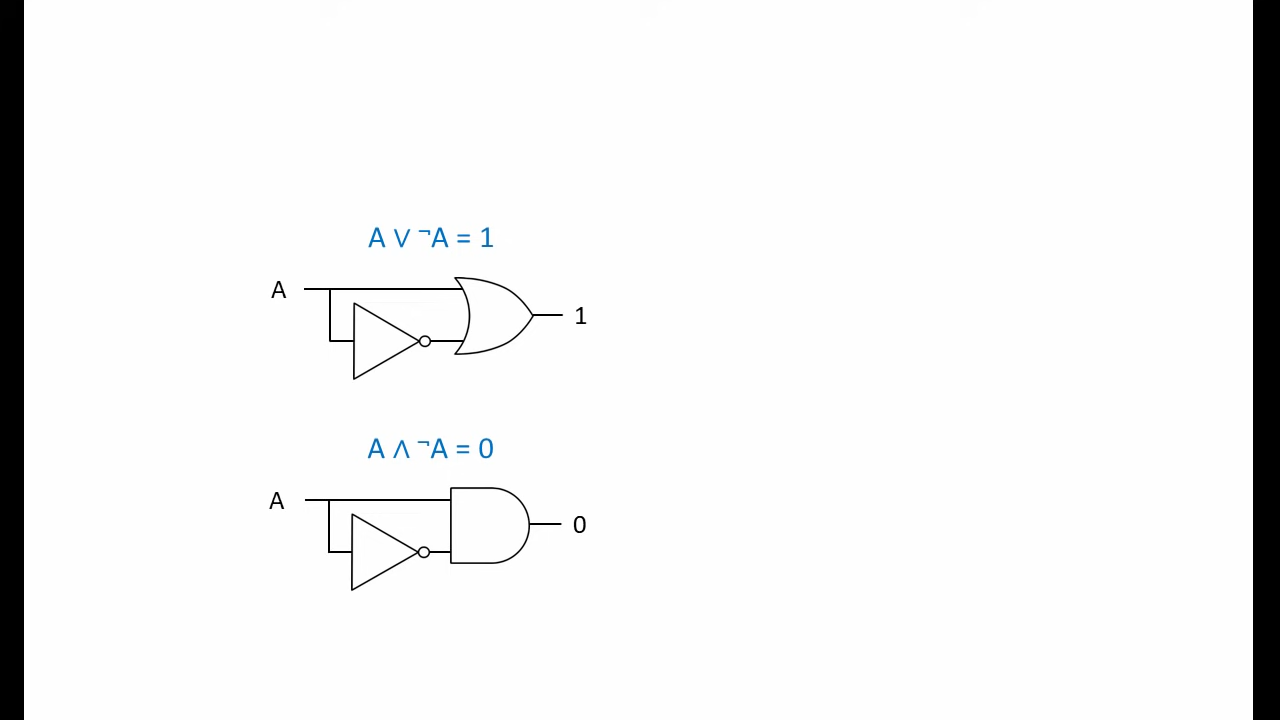 A ∨ ¬A = 1
A
1
A ∧ ¬A = 0
A
0